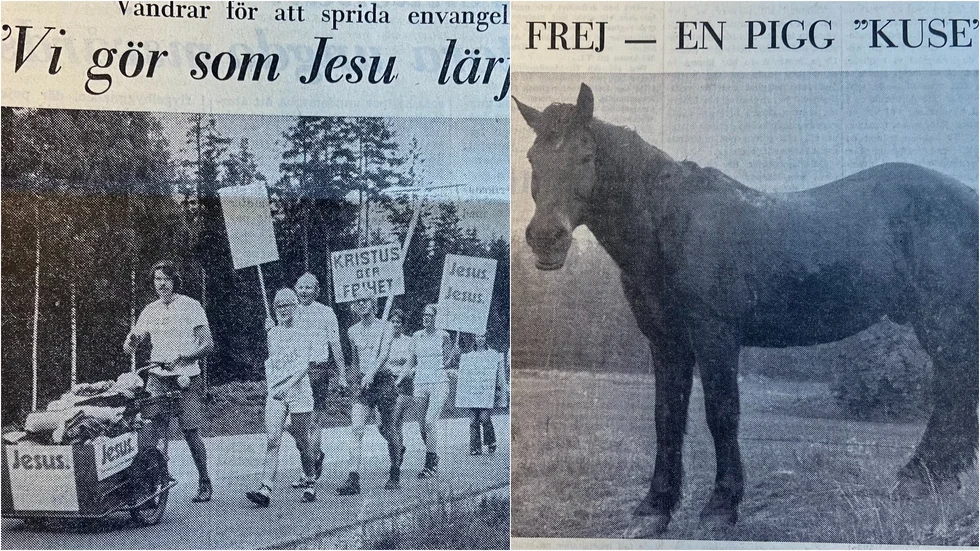 Vandrar för att sprida envangel
"Vi gör som Jesu lärj
KRISTUS
GER
FRIHET
Jesus.
Jesus.
Jesus.
Jesus.
FREJ — EN PIGG "KUSE"